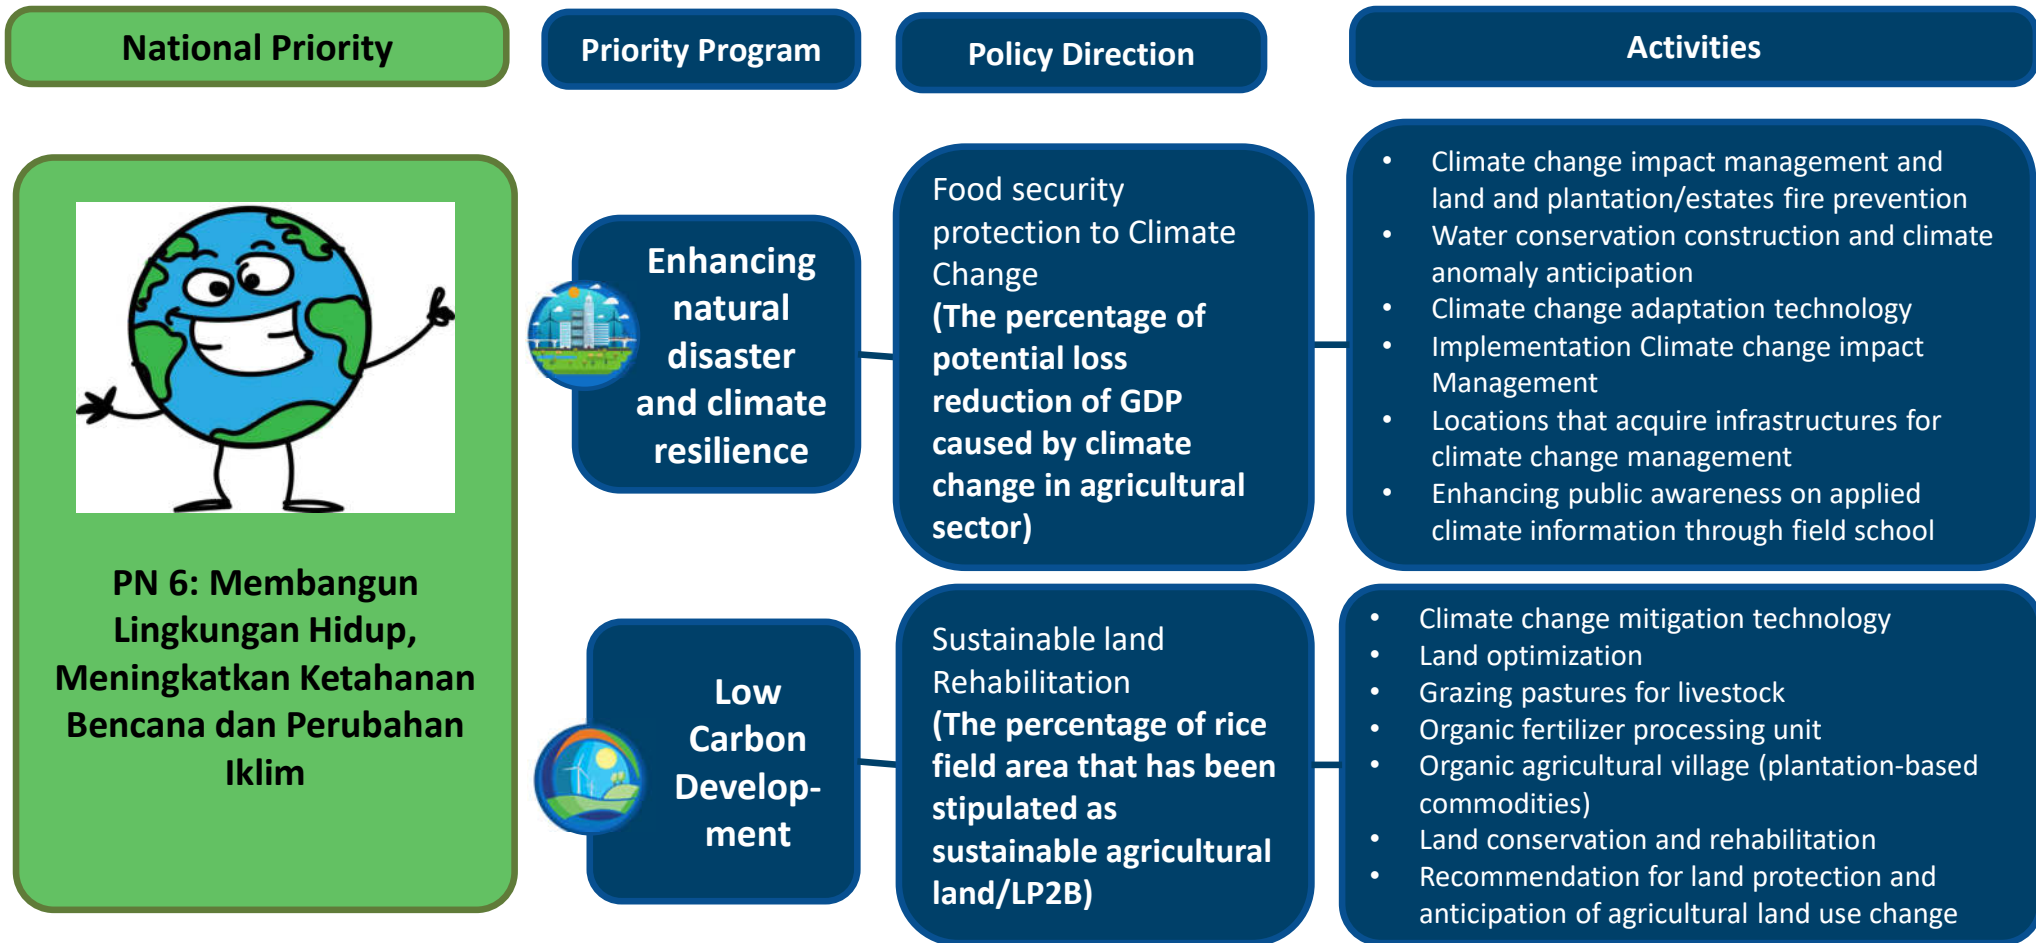 National Priority
Priority Program
Policy Direction
Activities
PN 6: Membangun
Lingkungan Hidup,
Meningkatkan Ketahanan
Bencana dan Perubahan
Iklim
Enhancing
natural
disaster
and climate
resilience
Food security
protection to Climate
Change
(The percentage of
potential loss
reduction of GDP
caused by climate
change in agricultural
sector)
• Climate change impact management and
land and plantation/estates fire prevention
• Water conservation construction and climate
anomaly anticipation
• Climate change adaptation technology
• Implementation Climate change impact
Management
• Locations that acquire infrastructures for
climate change management
• Enhancing public awareness on applied
climate information through field school
Low
Carbon
Develop-
ment
Sustainable land
Rehabilitation
(The percentage of rice
field area that has been
stipulated as
sustainable agricultural
land/LP2B)
• Climate change mitigation technology
• Land optimization
• Grazing pastures for livestock
• Organic fertilizer processing unit
• Organic agricultural village (plantation-based
commodities)
• Land conservation and rehabilitation
• Recommendation for land protection and
anticipation of agricultural land use change